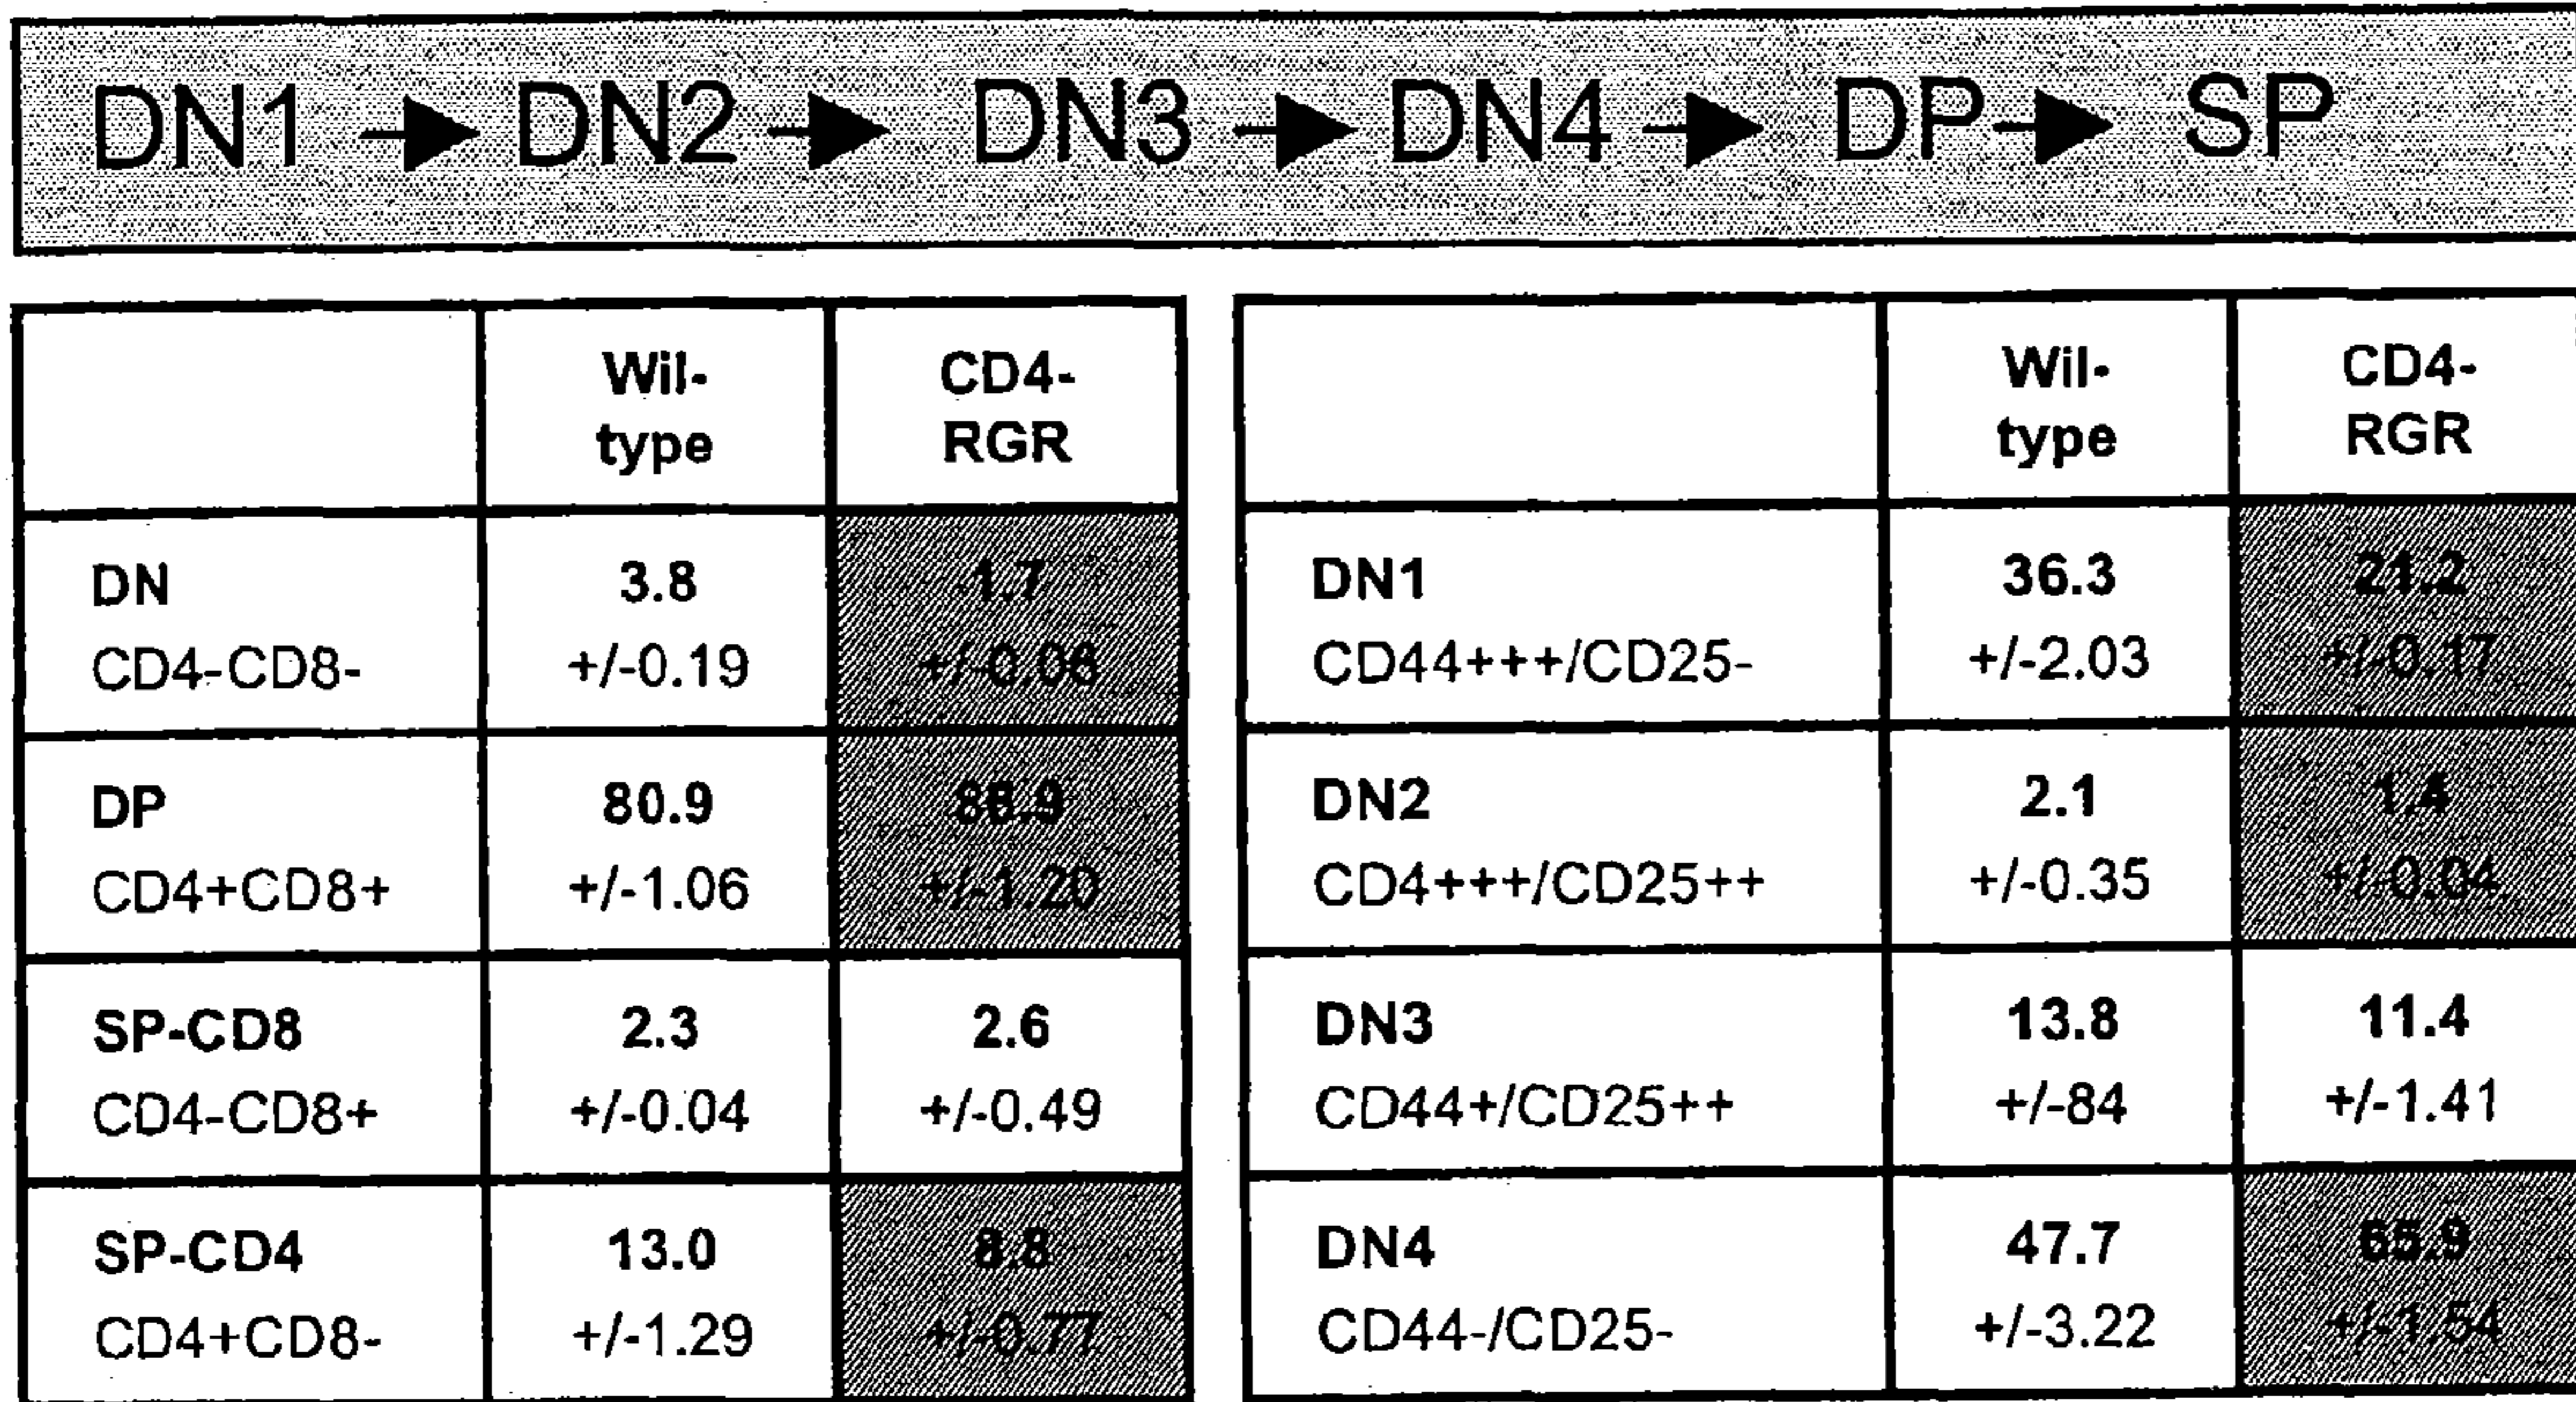 DN1 → DN2 → DN3 → DN4 → DP → SP
Wil-
type
CD4-
RGR
DN
CD4-CD8-
3.8
+/-0.19
1.7
+/-0.06
DP
CD4+CD8+
80.9
+/-1.06
+/-1.20
SP-CD8
CD4-CD8+
2.3
+/-0.04
2.6
+/-0.49
SP-CD4
CD4+CD8-
13.0
+/-1.29
8.8
+/-0.77
Wil-
type
CD4-
RGR
DN1
CD44+++/CD25-
36.3
+/-2.03
21.2
+/-0.17
DN2
CD4+++/CD25++
2.1
+/-0.35
1.4
+/-0.04
DN3
CD44+/CD25++
13.8
+/-84
11.4
+/-1.41
DN4
CD44-/CD25-
47.7
+/-3.22
65.9
+/-1.54